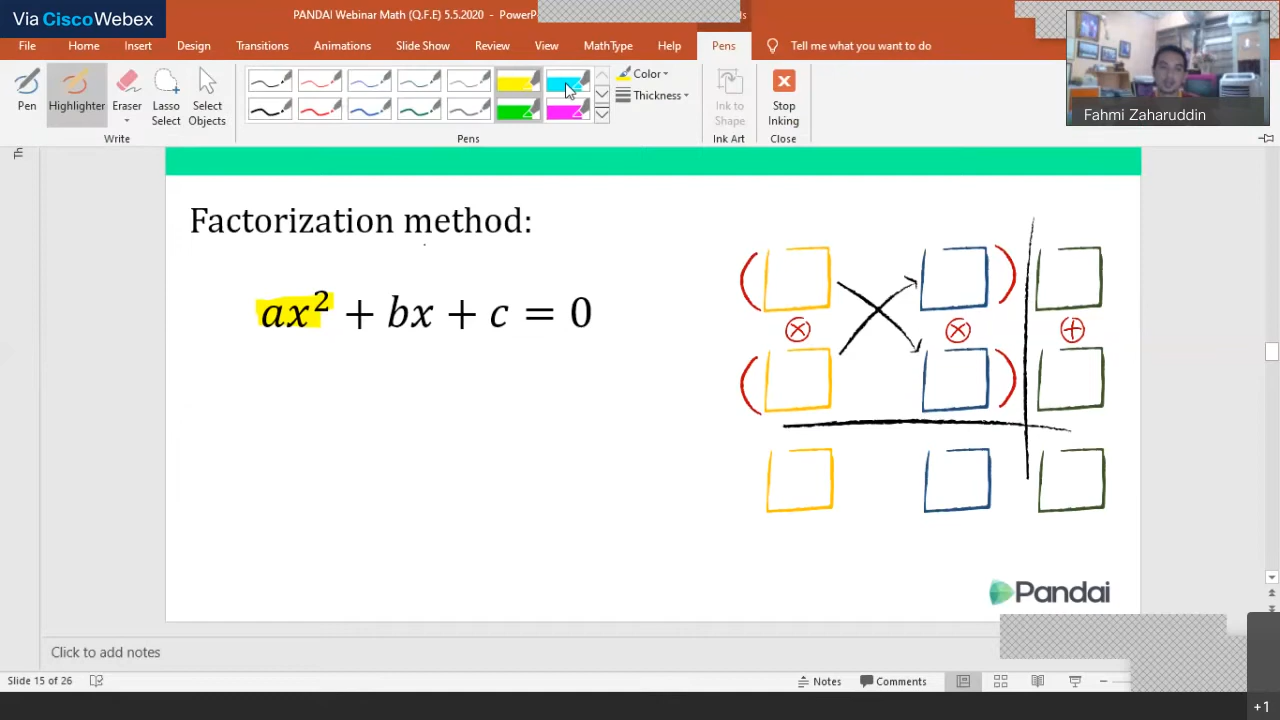 Via Cisco Webex
PANDAI Webinar Math (Q.F.E) 5.5.2020 - PowerP
File Home Insert Design Transitions Animations Slide Show Review View MathType Help Pens Tell me what you want to do
Pen Highlighter Eraser Lasso Select Select Objects
Color
Thickness
Ink to Shape
Stop Inking
Write Pens Ink Art Close
Fahmi Zaharuddin
Factorization method:
ax² + bx + c = 0
Pandai
Click to add notes
Slide 15 of 26
Notes Comments
+1